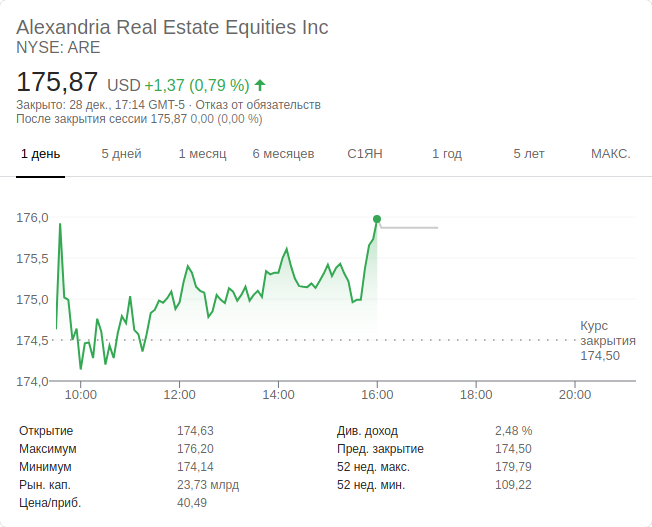 Alexandria Real Estate Equities Inc
NYSE: ARE
175,87 USD +1,37 (0,79 %)
Закрыто: 28 дек., 17:14 GMT-5 · Отказ от обязательств
После закрытия сессии 175,87 0,00 (0,00 %)
1 день 5 дней 1 месяц 6 месяцев С1ЯН 1 год 5 лет МАКС.
176,0
175,5
175,0
174,5
174,0
Курс
закрытия
174,50
10:00 12:00 14:00 16:00 18:00 20:00
Открытие 174,63 Див. доход 2,48 %
Максимум 176,20 Пред. закрытие 174,50
Минимум 174,14 52 нед. макс. 179,79
Рын. кап. 23,73 млрд 52 нед. мин. 109,22
Цена/приб. 40,49